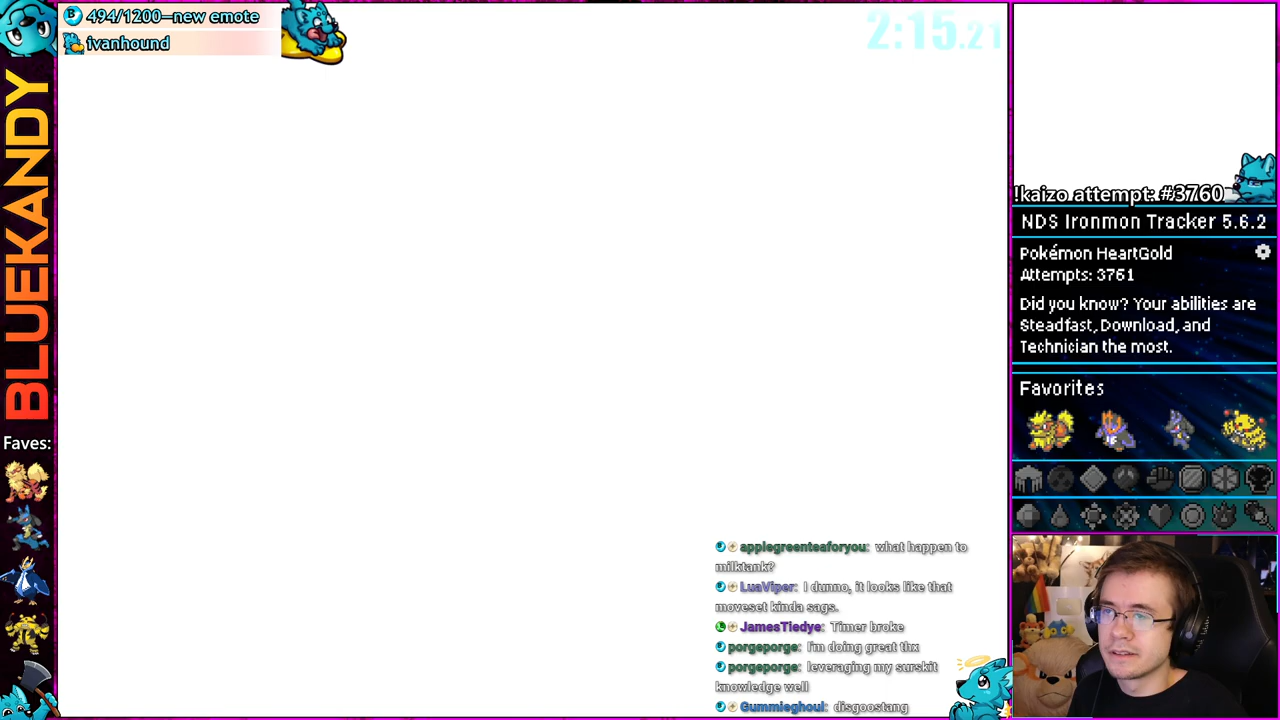 494/1200—new emote
ivanhound
2:15.21
BLUEKANDY
Faves:
!kaizo attempt: #3760
NDS Ironmon Tracker 5.6.2
Pokémon HeartGold
Attempts: 3761
Did you know? Your abilities are
Steadfast, Download, and
Technician the most.
Favorites
applegreenteaforyou: what happen to
milktank?
LuaViper: I dunno, it looks like that
moveset kinda sags.
JamesTiedye: Timer broke
porgeporge: I'm doing great thx
porgeporge: leveraging my surskit
knowledge well
Gummieghoul: disgoostang